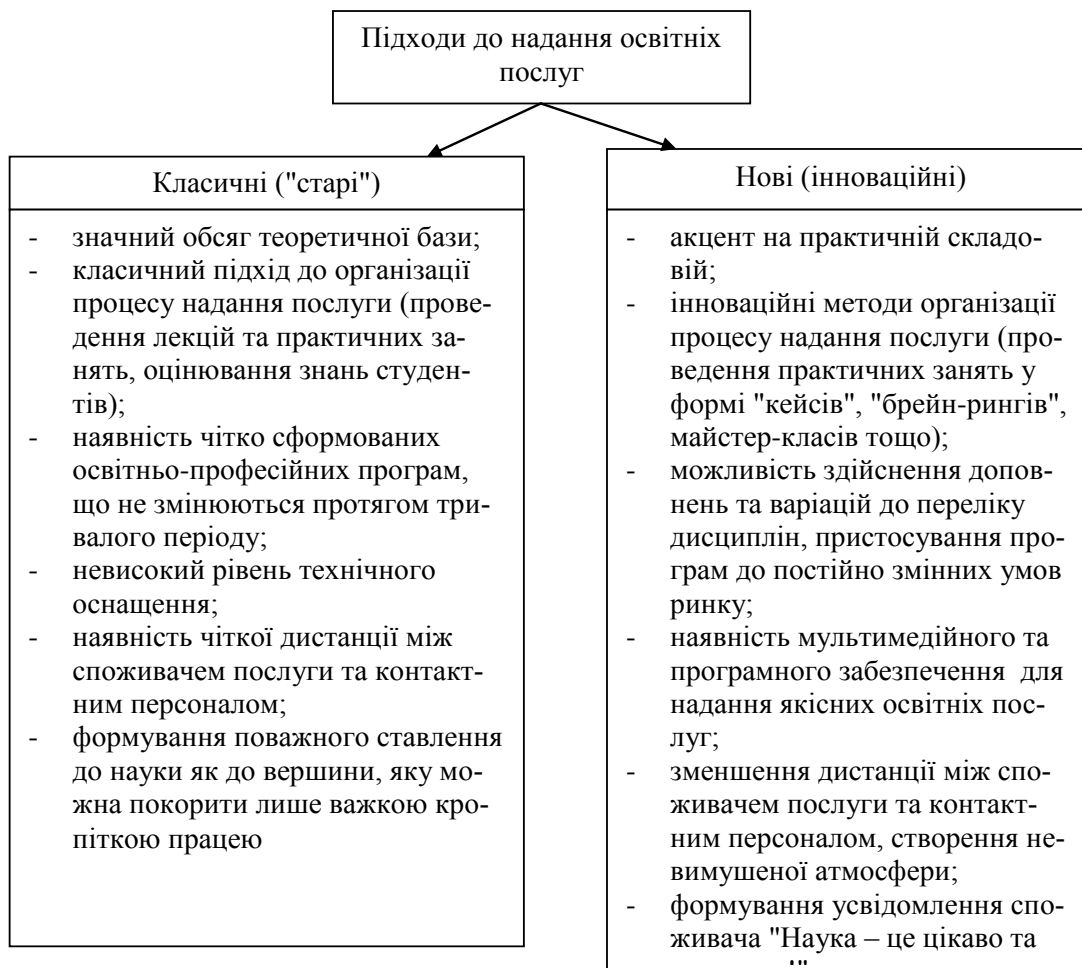 Підходи до надання освітніх
послуг
Класичні ("старі")
- значний обсяг теоретичної бази;
- класичний підхід до організації
процесу надання послуги (прове-
дення лекцій та практичних за-
нять, оцінювання знань студен-
тів);
- наявність чітко сформованих
освітньо-професійних програм,
що не змінюються протягом три-
валого періоду;
- невисокий рівень технічного
оснащення;
- наявність чіткої дистанції між
споживачем послуги та контакт-
ним персоналом;
- формування поважного ставлення
до науки як до вершини, яку мо-
жна покорити лише важкою кро-
піткою працею
Нові (інноваційні)
- акцент на практичній складо-
вій;
- інноваційні методи організації
процесу надання послуги (про-
ведення практичних занять у
формі "кейсів", "брейн-рингів",
майстер-класів тощо);
- можливість здійснення допов-
нень та варіацій до переліку
дисциплін, пристосування про-
грам до постійно змінних умов
ринку;
- наявність мультимедійного та
програмного забезпечення для
надання якісних освітніх пос-
луг;
- зменшення дистанції між спо-
живачем послуги та контакт-
ним персоналом, створення не-
вимушеної атмосфери;
- формування усвідомлення спо-
живача "Наука – це цікаво та